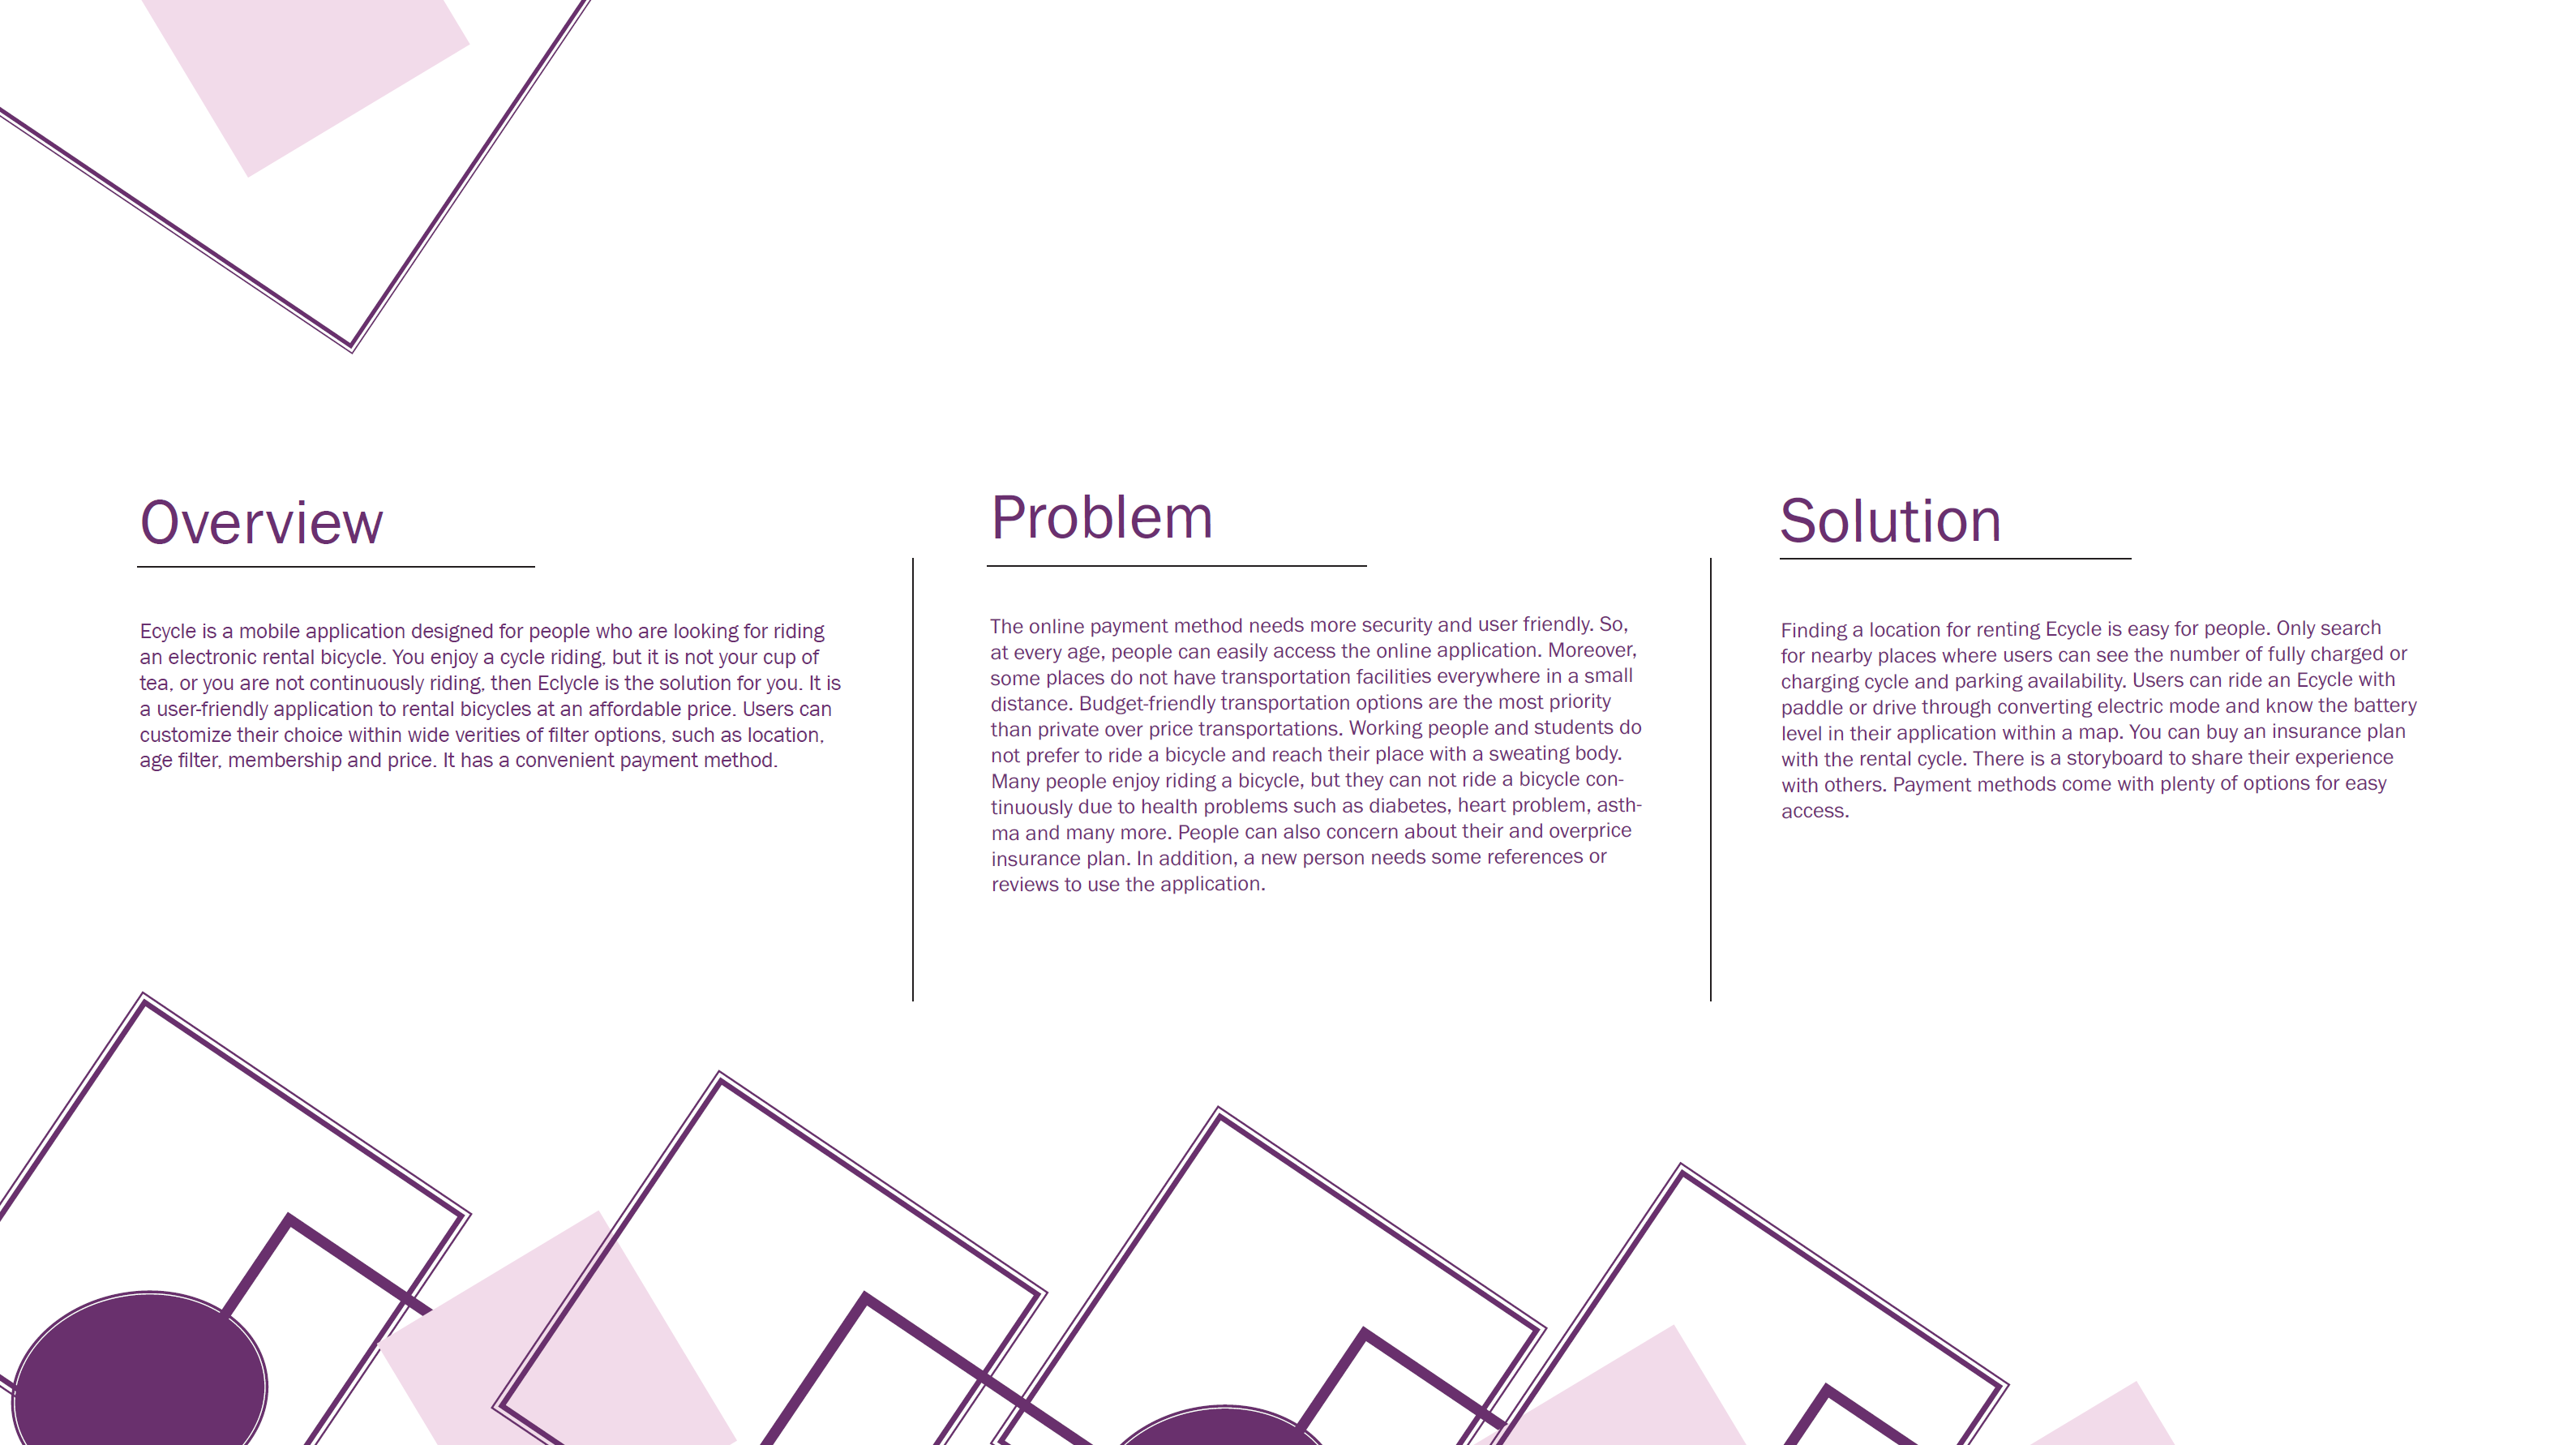 Overview
Ecycle is a mobile application designed for people who are looking for riding
an electronic rental bicycle. You enjoy a cycle riding, but it is not your cup of
tea, or you are not continuously riding, then Eclycle is the solution for you. It is
a user-friendly application to rental bicycles at an affordable price. Users can
customize their choice within wide verities of filter options, such as location,
age filter, membership and price. It has a convenient payment method.
Problem
The online payment method needs more security and user friendly. So,
at every age, people can easily access the online application. Moreover,
some places do not have transportation facilities everywhere in a small
distance. Budget-friendly transportation options are the most priority
than private over price transportations. Working people and students do
not prefer to ride a bicycle and reach their place with a sweating body.
Many people enjoy riding a bicycle, but they can not ride a bicycle con-
tinuously due to health problems such as diabetes, heart problem, asth-
ma and many more. People can also concern about their and overprice
insurance plan. In addition, a new person needs some references or
reviews to use the application.
Solution
Finding a location for renting Ecycle is easy for people. Only search
for nearby places where users can see the number of fully charged or
charging cycle and parking availability. Users can ride an Ecycle with
paddle or drive through converting electric mode and know the battery
level in their application within a map. You can buy an insurance plan
with the rental cycle. There is a storyboard to share their experience
with others. Payment methods come with plenty of options for easy
access.